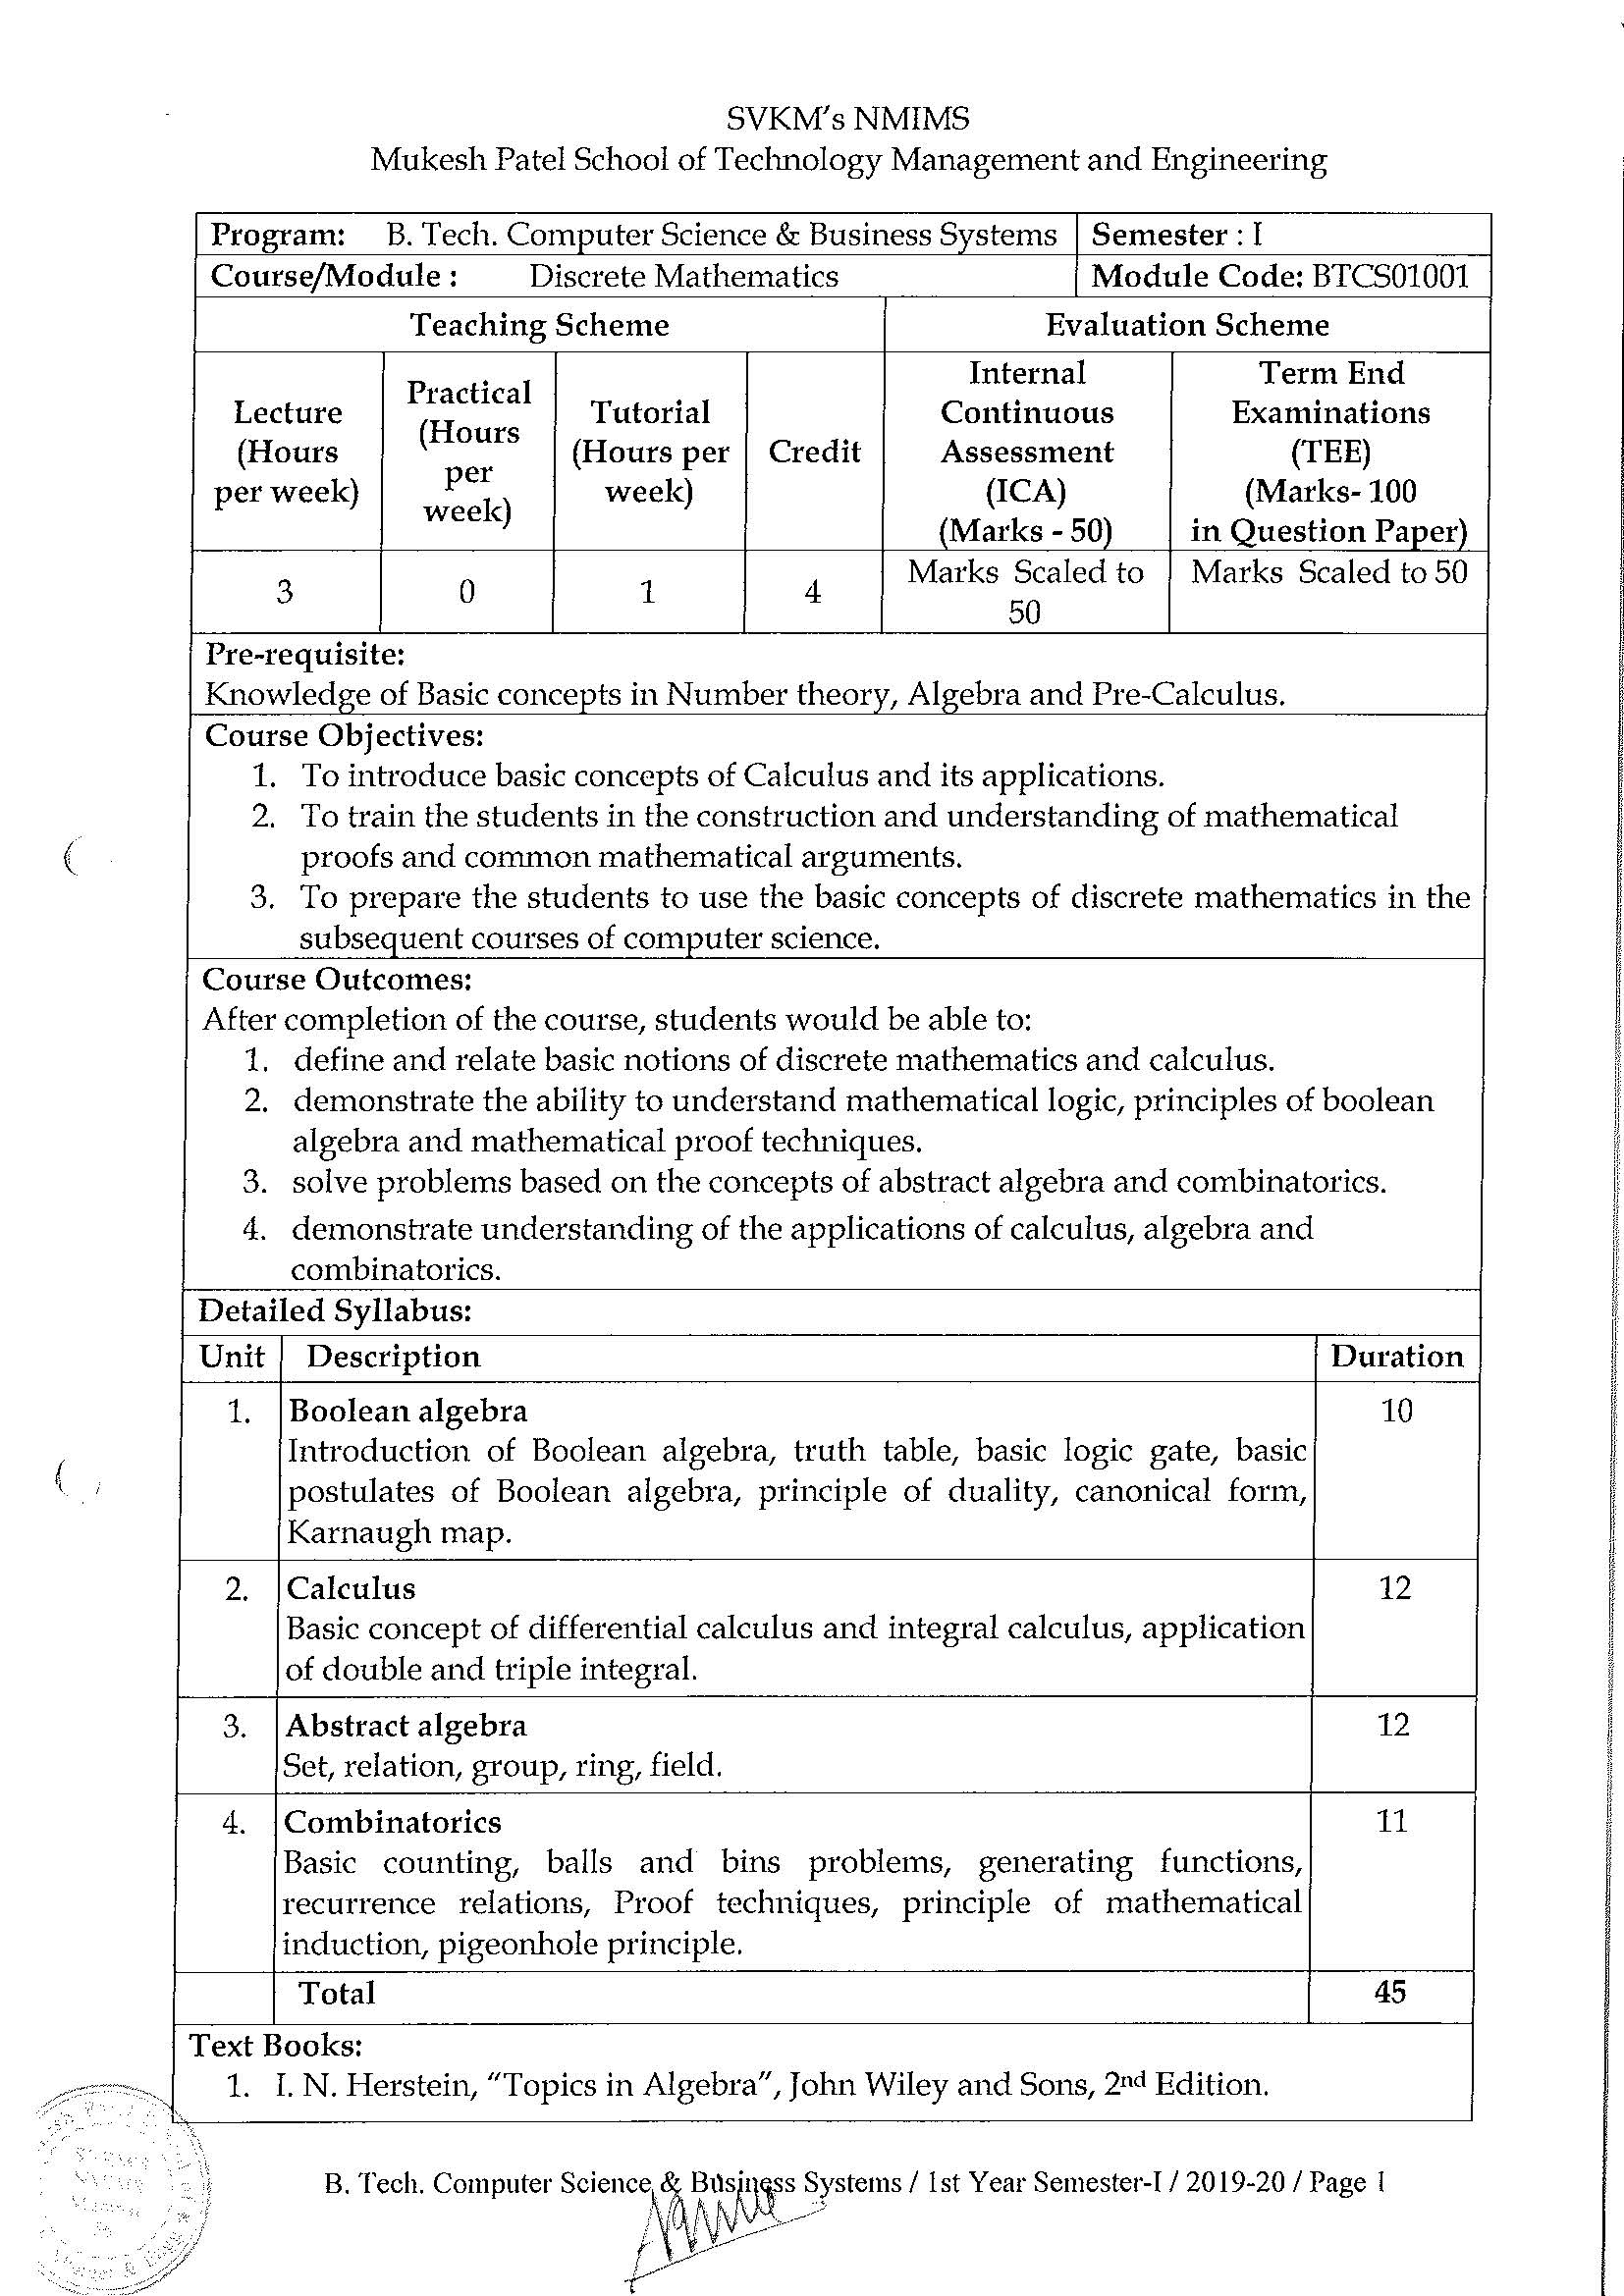 SVKM's NMIMS
Mukesh Patel School of Technology Management and Engineering
Program: B. Tech. Computer Science & Business Systems Semester : I
Course/Module : Discrete Mathematics Module Code: BTCS01001
Teaching Scheme Evaluation Scheme
Lecture
(Hours
per week)
Practical
(Hours
per
week)
Tutorial
(Hours per
week)
Credit
Internal
Continuous
Assessment
(ICA)
(Marks - 50)
Term End
Examinations
(TEE)
(Marks- 100
in Question Paper)
3 0 1 4 Marks Scaled to
50
Marks Scaled to 50
Pre-requisite:
Knowledge of Basic concepts in Number theory, Algebra and Pre-Calculus.
Course Objectives:
1. To introduce basic concepts of Calculus and its applications.
2. To train the students in the construction and understanding of mathematical
proofs and common mathematical arguments.
3. To prepare the students to use the basic concepts of discrete mathematics in the
subsequent courses of computer science.
Course Outcomes:
After completion of the course, students would be able to:
1. define and relate basic notions of discrete mathematics and calculus.
2. demonstrate the ability to understand mathematical logic, principles of boolean
algebra and mathematical proof techniques.
3. solve problems based on the concepts of abstract algebra and combinatorics.
4. demonstrate understanding of the applications of calculus, algebra and
combinatorics.
Detailed Syllabus:
Unit Description Duration
1. Boolean algebra 10
Introduction of Boolean algebra, truth table, basic logic gate, basic
postulates of Boolean algebra, principle of duality, canonical form,
Karnaugh map.
2. Calculus 12
Basic concept of differential calculus and integral calculus, application
of double and triple integral.
3. Abstract algebra 12
Set, relation, group, ring, field.
4. Combinatorics 11
Basic counting, balls and bins problems, generating functions,
recurrence relations, Proof techniques, principle of mathematical
induction, pigeonhole principle.
Total 45
Text Books:
1. I. N. Herstein, "Topics in Algebra", John Wiley and Sons, 2nd Edition.
B. Tech. Computer Science & Business Systems / 1st Year Semester-I / 2019-20 / Page 1